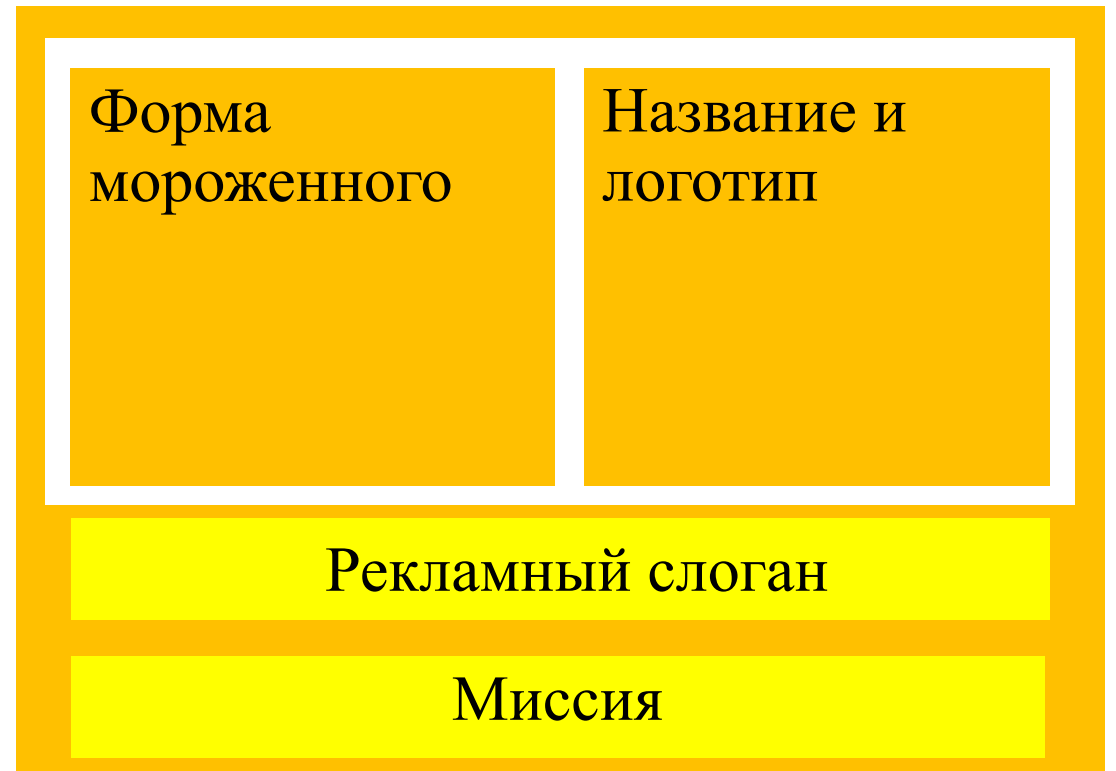 Форма
мороженного
Название и
логотип
Рекламный слоган
Миссия